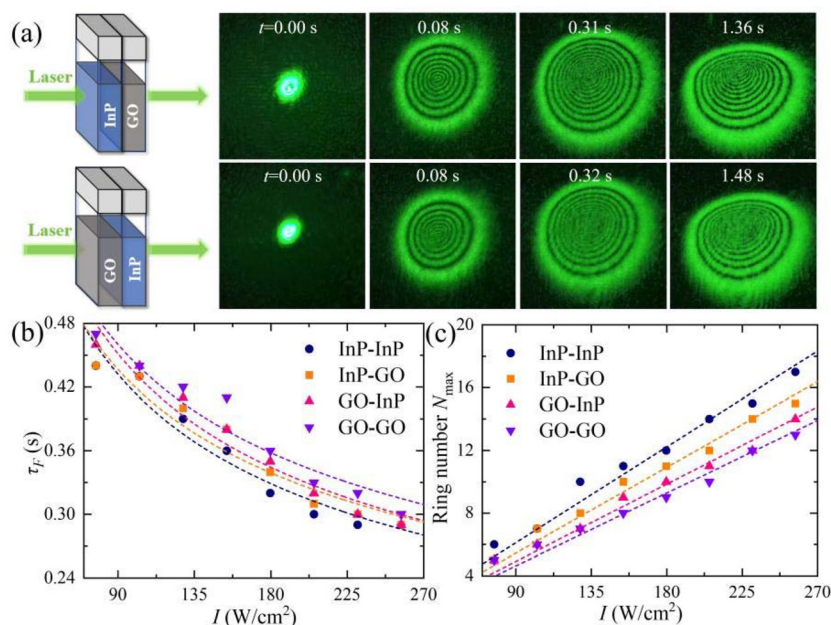 (a)
Laser
InP
GO
t=0.00 s
0.08 s
0.31 s
1.36 s
Laser
GO
InP
t=0.00 s
0.08 s
0.32 s
1.48 s
(b)
0.48
0.42
0.36
0.30
0.24
τF (s)
InP-InP
InP-GO
GO-InP
GO-GO
90
135
180
225
270
I (W/cm²)
(c)
20
16
12
8
4
Ring number Nmax
InP-InP
InP-GO
GO-InP
GO-GO
90
135
180
225
270
I (W/cm²)